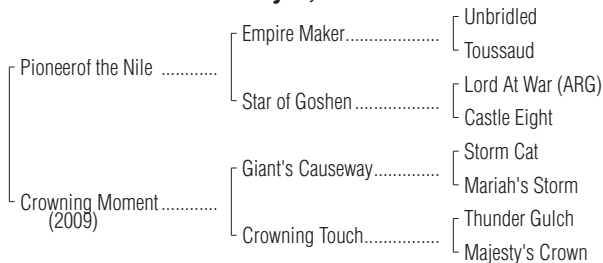 Unbridled
Empire Maker
Toussaud
Pioneerof the Nile
Lord At War (ARG)
Star of Goshen
Castle Eight
Storm Cat
Giant's Causeway
Mariah's Storm
Crowning Moment
(2009)
Thunder Gulch
Crowning Touch
Majesty's Crown